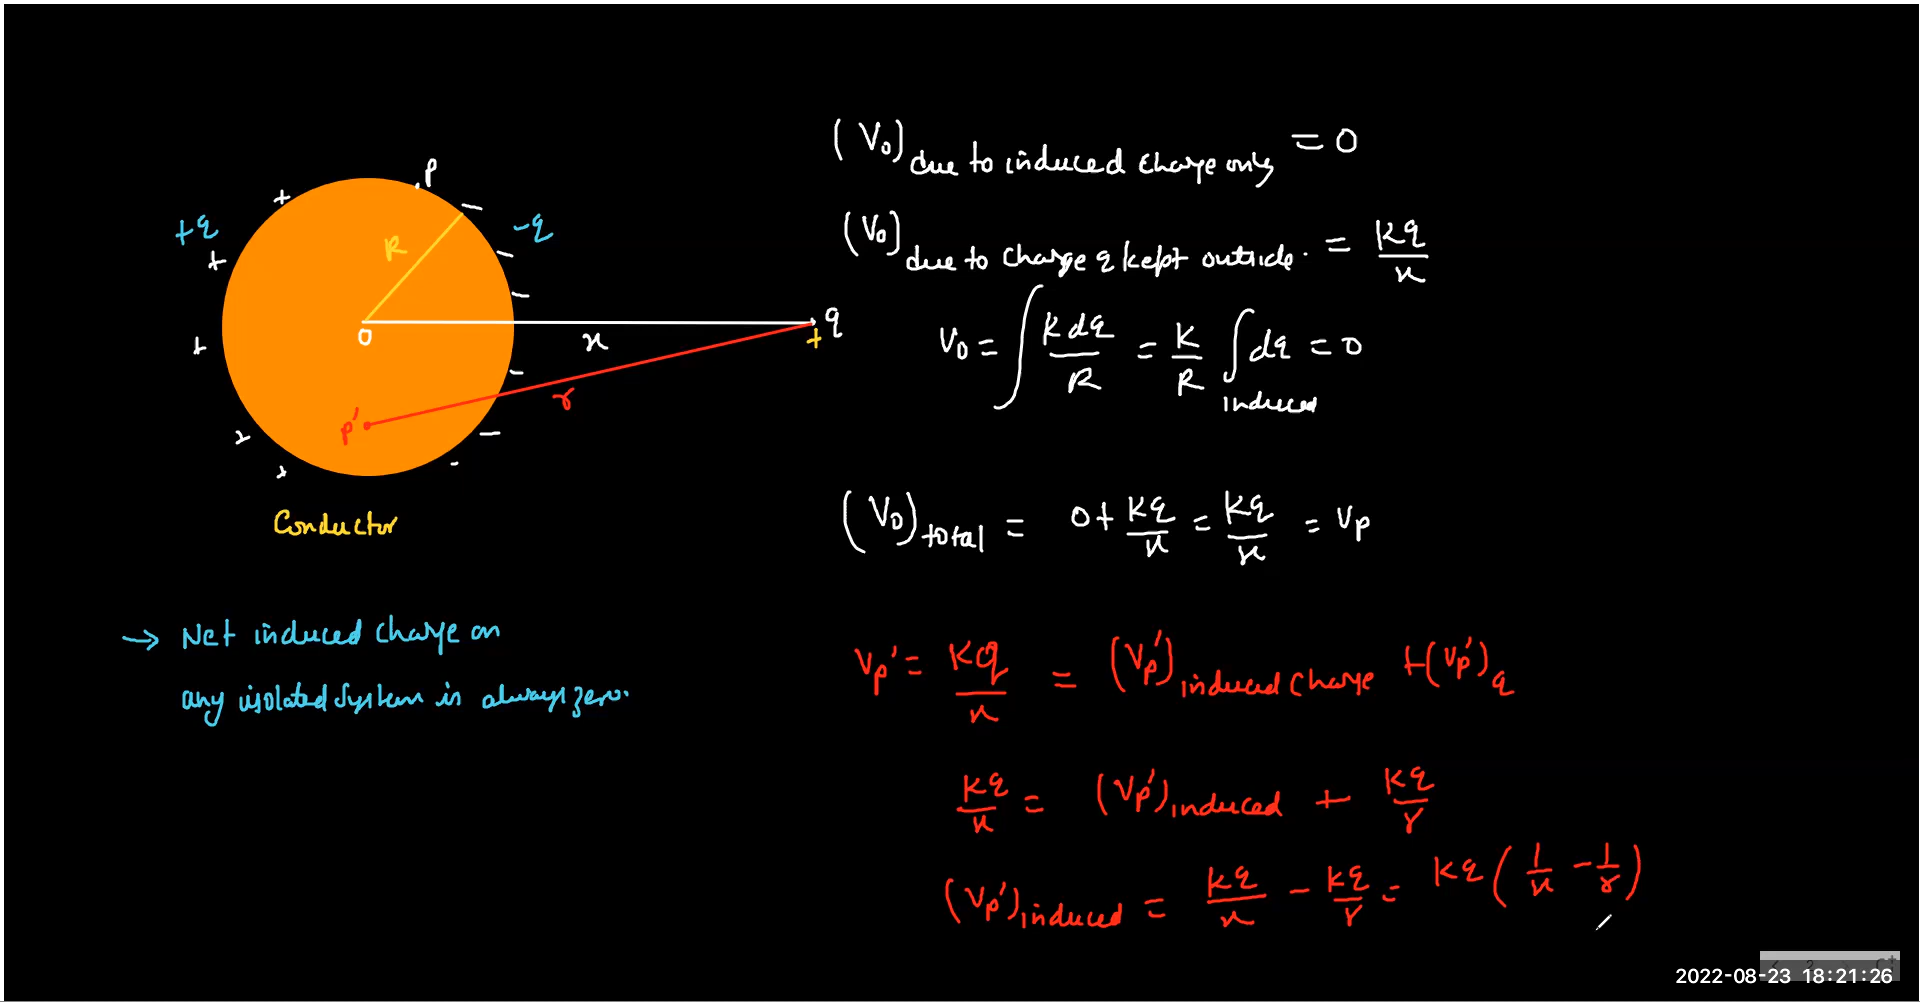 P
+q
-q
R
O
x
q
+
r
P'
Conductor
→ Net induced charge on
any isolated system is always zero.
(V₀) due to induced charge only = 0
(V₀) due to charge q kept outside. = Kq/x
V₀ = ∫ K dq / R = K/R ∫ dq = 0
induced
(V₀) total = 0 + Kq/x = Kq/x = Vp
Vp' = Kq/x = (Vp') induced charge + (Vp') q
Kq/x = (Vp') induced + Kq/r
(Vp') induced = Kq/x - Kq/r = Kq (1/x - 1/r)
2022-08-23 18:21:26